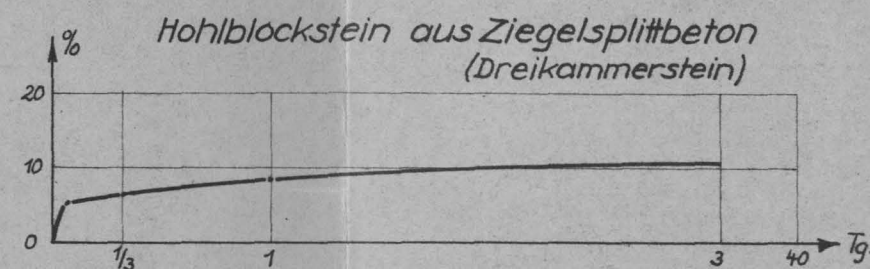 %
Hohlblockstein aus Ziegelsplittbeton
(Dreikammerstein)
20
10
0
1/3 1 3 40 Tg.